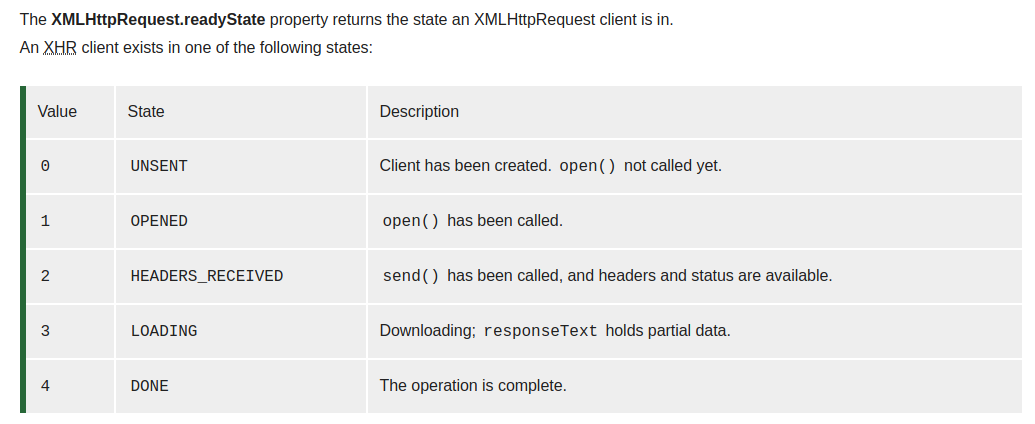 The XMLHttpRequest.readyState property returns the state an XMLHttpRequest client is in.
An XHR client exists in one of the following states:
Value State Description
0 UNSENT Client has been created. open() not called yet.
1 OPENED open() has been called.
2 HEADERS_RECEIVED send() has been called, and headers and status are available.
3 LOADING Downloading; responseText holds partial data.
4 DONE The operation is complete.